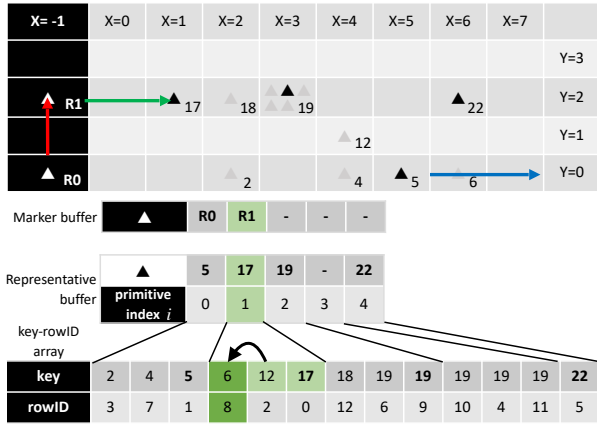 X= -1 X=0 X=1 X=2 X=3 X=4 X=5 X=6 X=7
Y=3
R1 17 18 19 22 Y=2
12 Y=1
R0 2 4 5 6 Y=0
Marker buffer R0 R1 - - -
Representative buffer
5 17 19 - 22
primitive index i
0 1 2 3 4
key-rowID array
key 2 4 5 6 12 17 18 19 19 19 19 19 22
rowID 3 7 1 8 2 0 12 6 9 10 4 11 5